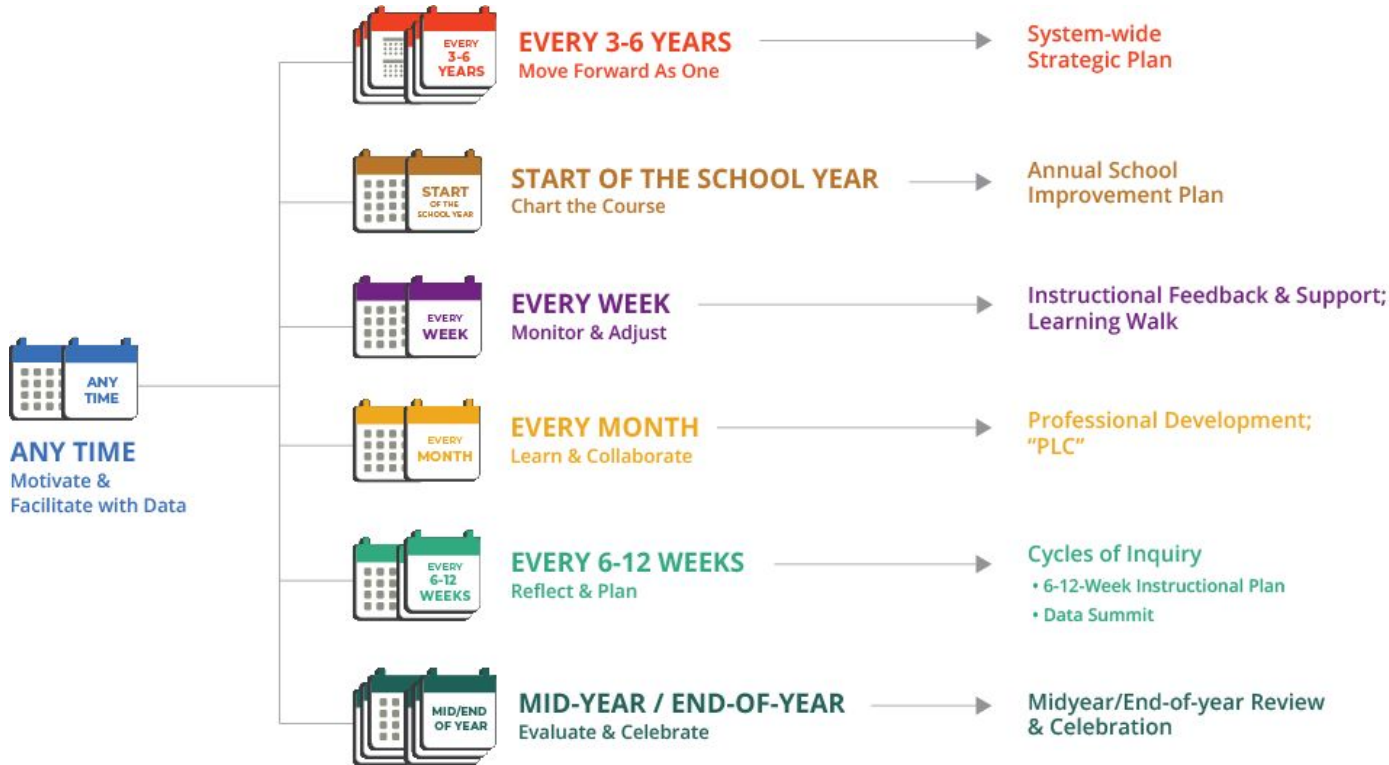 EVERY
3-6
YEARS
EVERY 3-6 YEARS
Move Forward As One
System-wide
Strategic Plan
START
OF THE
SCHOOL YEAR
START OF THE SCHOOL YEAR
Chart the Course
Annual School
Improvement Plan
EVERY
WEEK
EVERY WEEK
Monitor & Adjust
Instructional Feedback & Support;
Learning Walk
ANY
TIME
ANY TIME
Motivate &
Facilitate with Data
EVERY
MONTH
EVERY MONTH
Learn & Collaborate
Professional Development;
“PLC”
EVERY
6-12
WEEKS
EVERY 6-12 WEEKS
Reflect & Plan
Cycles of Inquiry
• 6-12-Week Instructional Plan
• Data Summit
MID/END
OF YEAR
MID-YEAR / END-OF-YEAR
Evaluate & Celebrate
Midyear/End-of-year Review
& Celebration